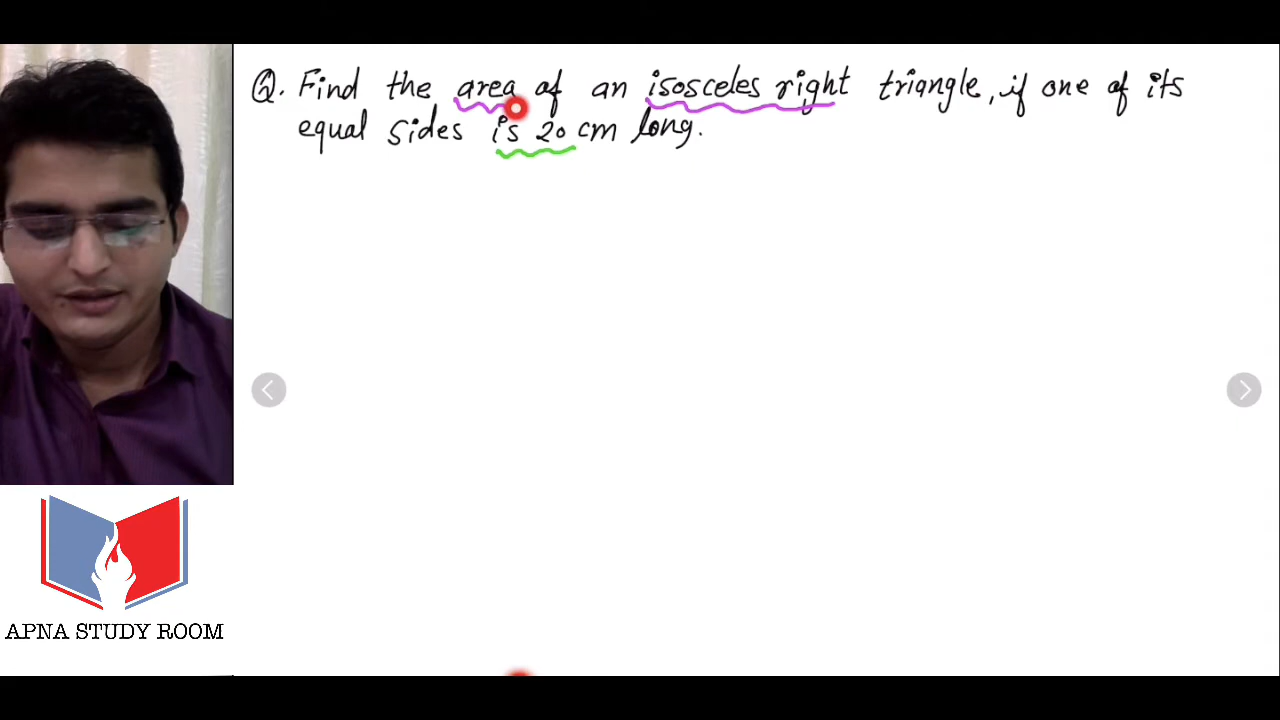 Q. Find the area of an isosceles right triangle, if one of its
equal sides is 20 cm long.
APNA STUDY ROOM